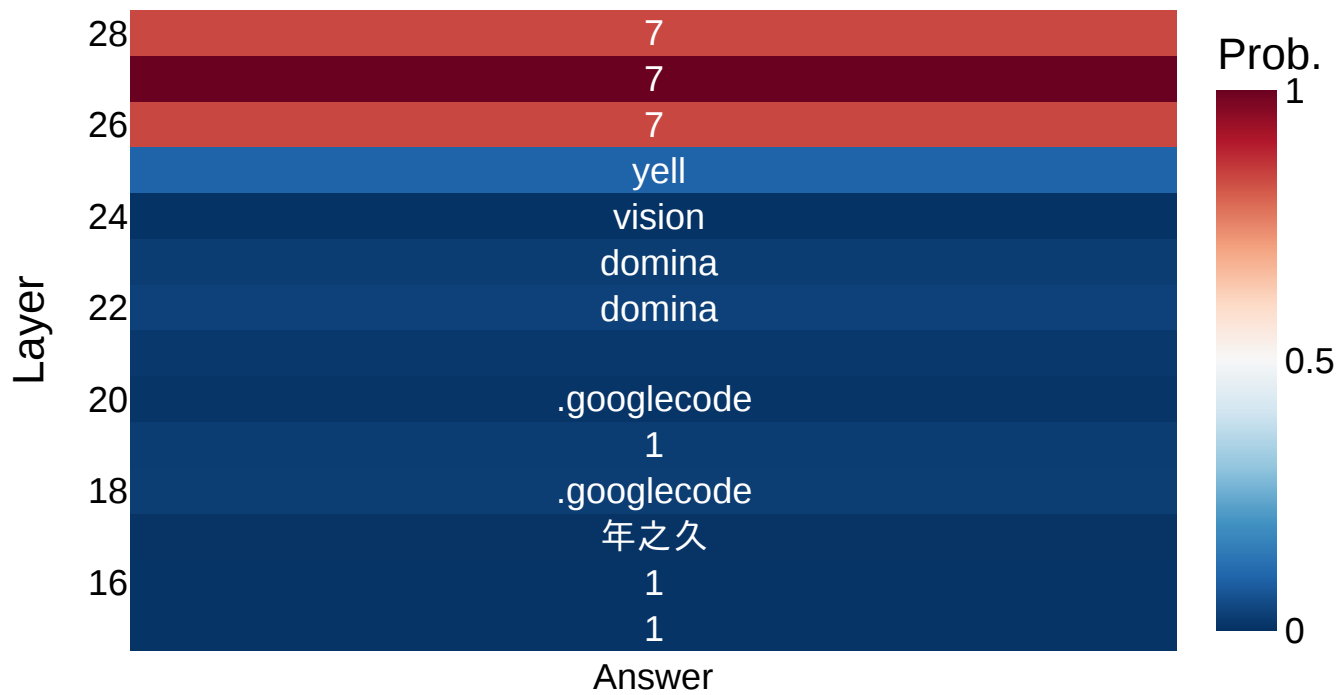 28
7
Prob.
7
1
26
7
yell
24
vision
domina
22
domina
Layer
0.5
20
.googlecode
1
18
.googlecode
年之久
16
1
1
0
Answer